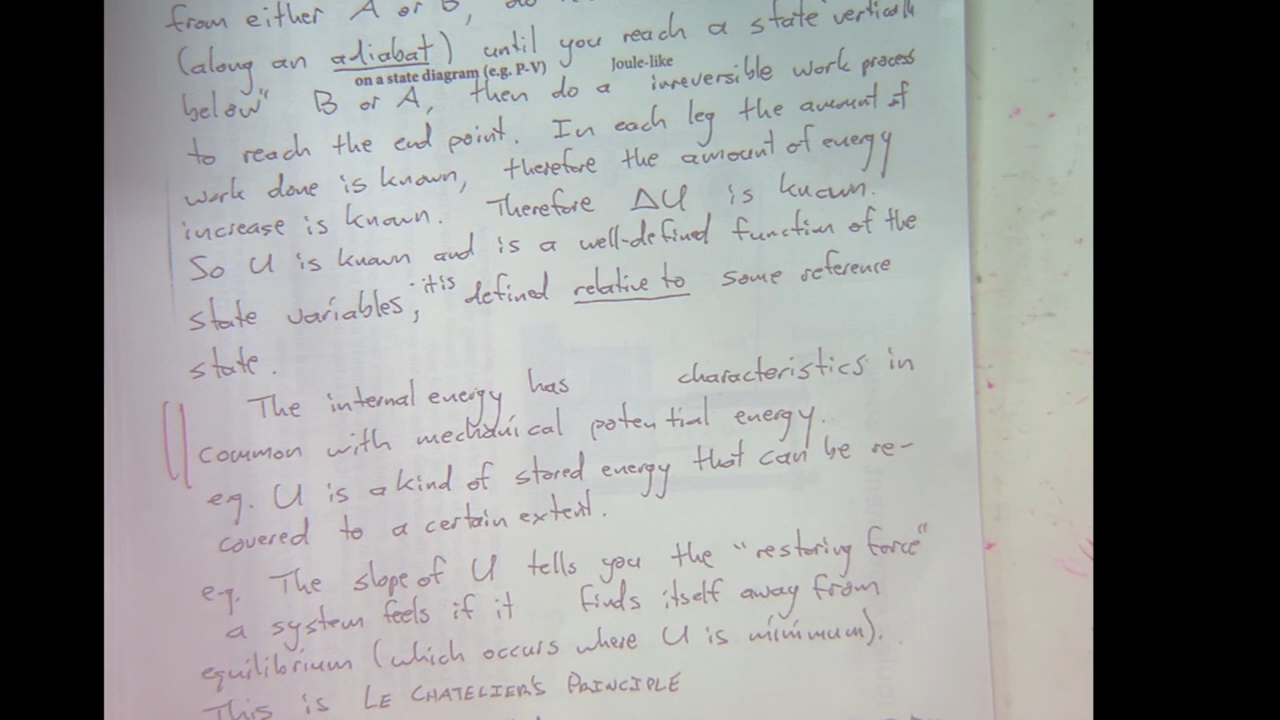 from either A or B,
(along an adiabat) until you reach a state vertically
on a state diagram (e.g. P-V) Joule-like
below" B or A, then do a irreversible work process
to reach the end point. In each leg the amount of
work done is known, therefore the amount of energy
increase is known. Therefore ΔU is known.
So U is known and is a well-defined function of the
state variables; - it is defined relative to some reference
state.
The internal energy has characteristics in
common with mechanical potential energy.
eg. U is a kind of stored energy that can be re-
covered to a certain extent.
eg. The slope of U tells you the "restoring force"
a system feels if it finds itself away from
equilibrium (which occurs where U is minimum).
This is LE CHATELIER'S PRINCIPLE